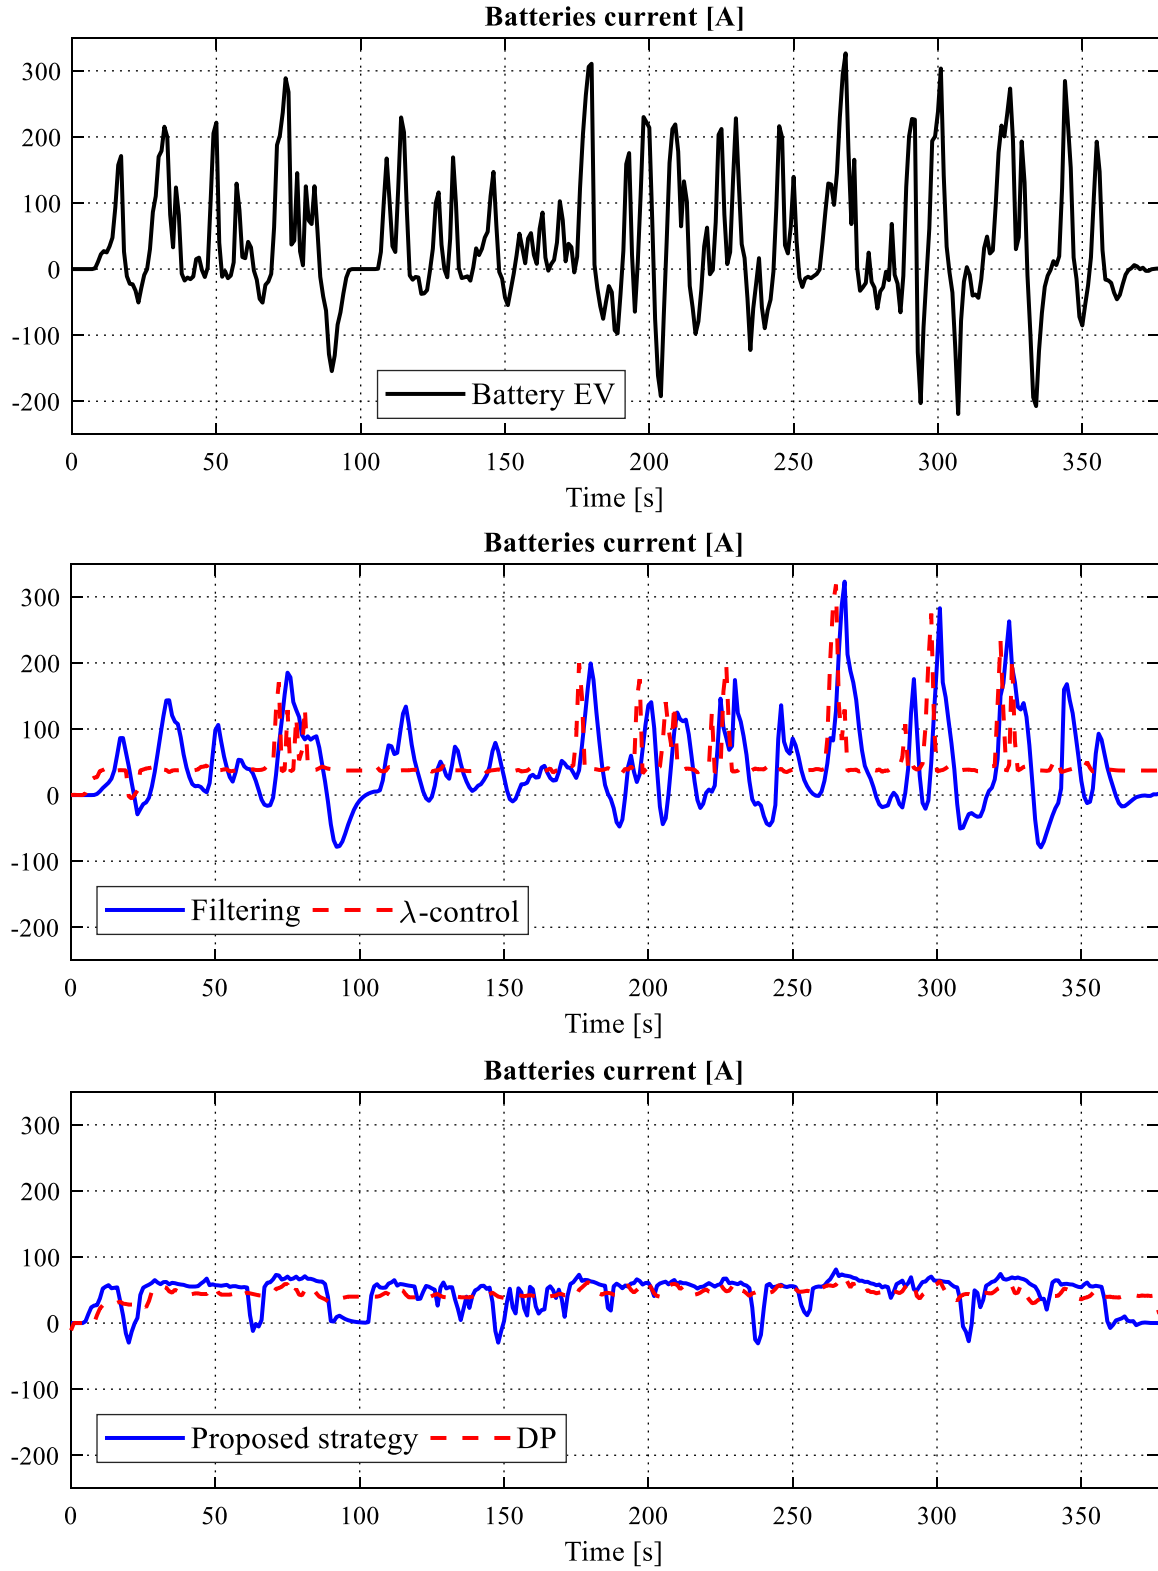 Batteries current [A]
300
200
100
0
-100
-200
Battery EV
0 50 100 150 200 250 300 350
Time [s]
Batteries current [A]
300
200
100
0
-100
-200
Filtering λ-control
0 50 100 150 200 250 300 350
Time [s]
Batteries current [A]
300
200
100
0
-100
-200
Proposed strategy DP
0 50 100 150 200 250 300 350
Time [s]